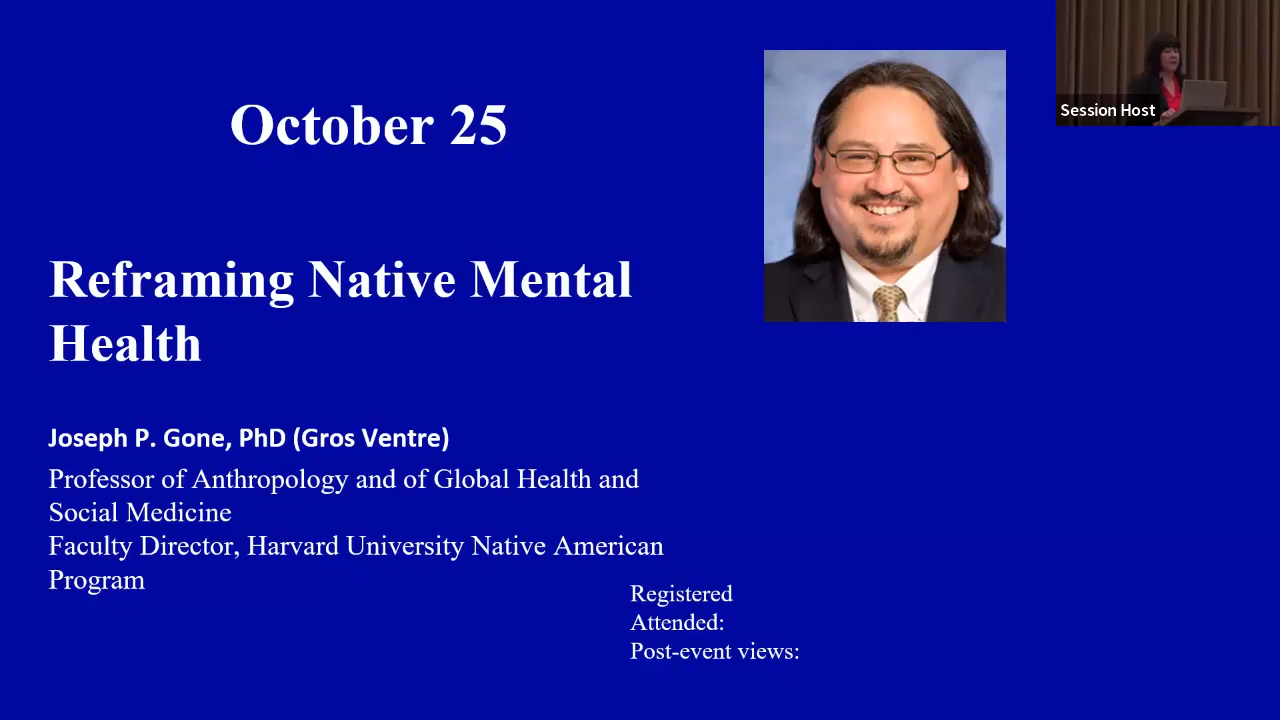 October 25
Session Host
Reframing Native Mental
Health
Joseph P. Gone, PhD (Gros Ventre)
Professor of Anthropology and of Global Health and
Social Medicine
Faculty Director, Harvard University Native American
Program
Registered
Attended:
Post-event views: